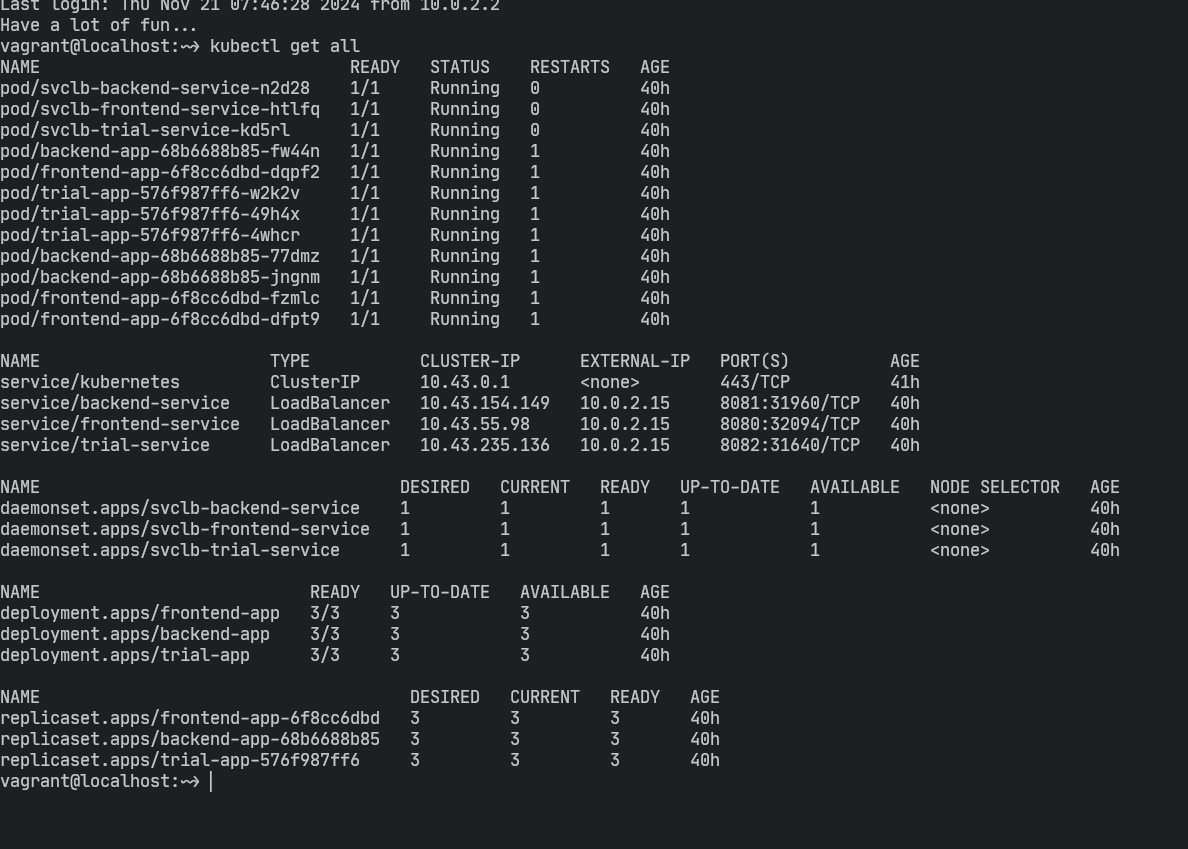 Last login: Thu Nov 21 07:46:28 2024 from 10.0.2.2
Have a lot of fun...
vagrant@localhost:~> kubectl get all
NAME                               READY   STATUS    RESTARTS   AGE
pod/svclb-backend-service-n2d28    1/1     Running   0          40h
pod/svclb-frontend-service-htlfq   1/1     Running   0          40h
pod/svclb-trial-service-kd5rl      1/1     Running   0          40h
pod/backend-app-68b6688b85-fw44n   1/1     Running   1          40h
pod/frontend-app-6f8cc6dbd-dqpf2   1/1     Running   1          40h
pod/trial-app-576f987ff6-w2k2v     1/1     Running   1          40h
pod/trial-app-576f987ff6-49h4x     1/1     Running   1          40h
pod/trial-app-576f987ff6-4whcr     1/1     Running   1          40h
pod/backend-app-68b6688b85-77dmz   1/1     Running   1          40h
pod/backend-app-68b6688b85-jngnm   1/1     Running   1          40h
pod/frontend-app-6f8cc6dbd-fzmlc   1/1     Running   1          40h
pod/frontend-app-6f8cc6dbd-dfpt9   1/1     Running   1          40h
NAME                       TYPE           CLUSTER-IP      EXTERNAL-IP   PORT(S)          AGE
service/kubernetes         ClusterIP      10.43.0.1       <none>        443/TCP          41h
service/backend-service    LoadBalancer   10.43.154.149   10.0.2.15     8081:31960/TCP   40h
service/frontend-service   LoadBalancer   10.43.55.98     10.0.2.15     8080:32094/TCP   40h
service/trial-service      LoadBalancer   10.43.235.136   10.0.2.15     8082:31640/TCP   40h
NAME                                    DESIRED   CURRENT   READY   UP-TO-DATE   AVAILABLE   NODE SELECTOR   AGE
daemonset.apps/svclb-backend-service    1         1         1       1            1           <none>          40h
daemonset.apps/svclb-frontend-service   1         1         1       1            1           <none>          40h
daemonset.apps/svclb-trial-service      1         1         1       1            1           <none>          40h
NAME                           READY   UP-TO-DATE   AVAILABLE   AGE
deployment.apps/frontend-app   3/3     3            3           40h
deployment.apps/backend-app    3/3     3            3           40h
deployment.apps/trial-app      3/3     3            3           40h
NAME                                     DESIRED   CURRENT   READY   AGE
replicaset.apps/frontend-app-6f8cc6dbd   3         3         3       40h
replicaset.apps/backend-app-68b6688b85   3         3         3       40h
replicaset.apps/trial-app-576f987ff6     3         3         3       40h
vagrant@localhost:~>